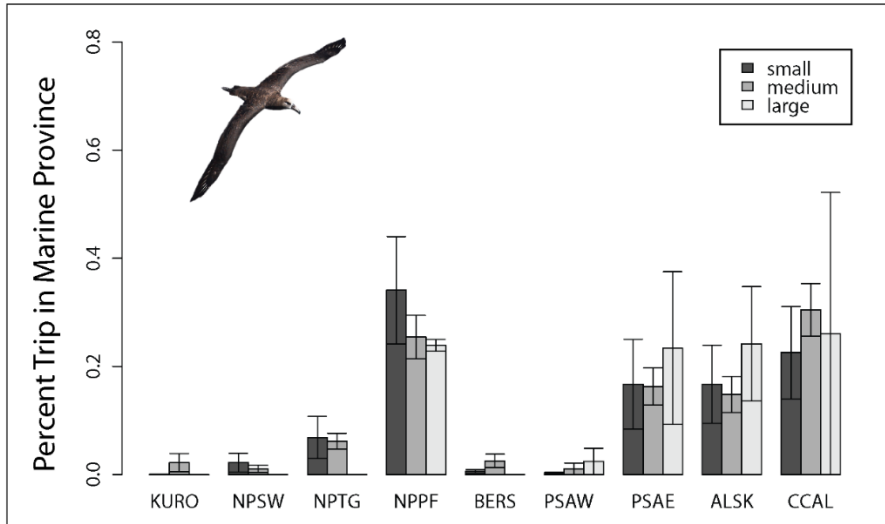 Percent Trip in Marine Province
0.8
0.6
0.4
0.2
0.0
small
medium
large
KURO NPSW NPTG NPPF BERS PSAW PSAE ALSK CCAL